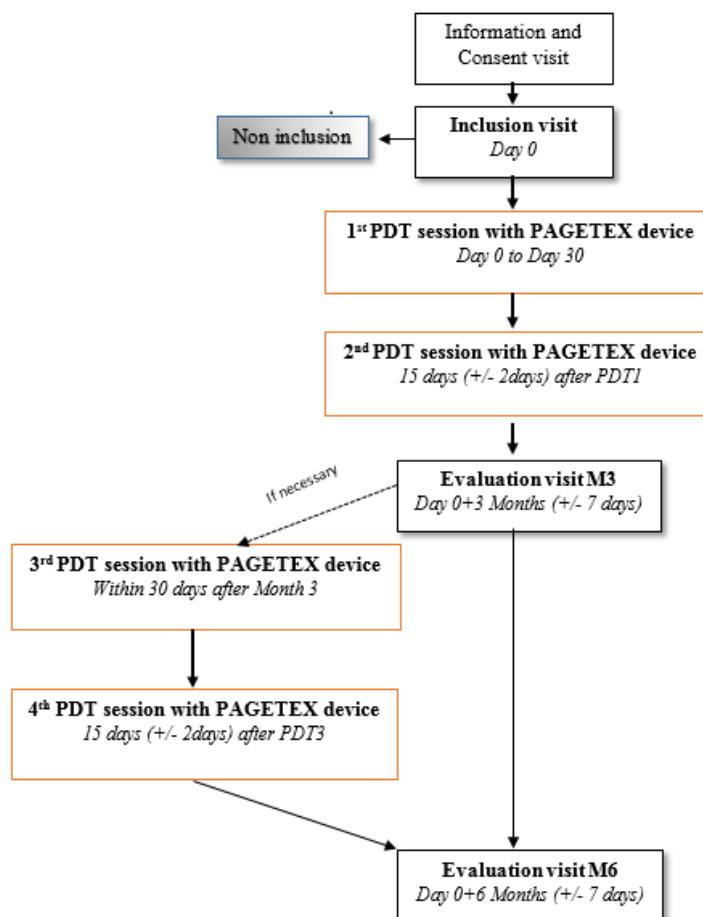 Information and
Consent visit
Inclusion visit
Day 0
Non inclusion
1st PDT session with PAGETEX device
Day 0 to Day 30
2nd PDT session with PAGETEX device
15 days (+/- 2days) after PDT1
Evaluation visit M3
Day 0+3 Months (+/- 7 days)
If necessary
3rd PDT session with PAGETEX device
Within 30 days after Month 3
4th PDT session with PAGETEX device
15 days (+/- 2days) after PDT3
Evaluation visit M6
Day 0+6 Months (+/- 7 days)